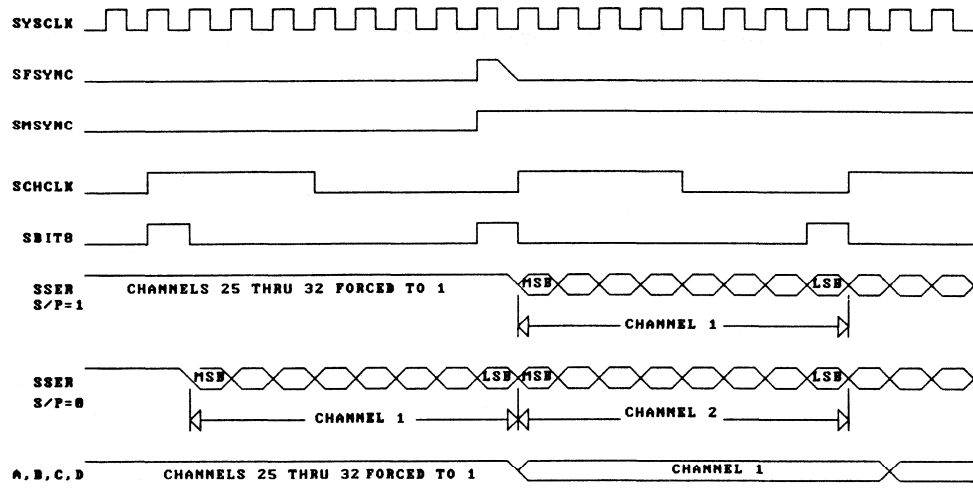 SYSCLK
SFSYNC
SMSYNC
SCHCLK
SBIT8
SSER
S/P=1
CHANNELS 25 THRU 32 FORCED TO 1
MSB
LSB
CHANNEL 1
SSER
S/P=0
MSB
LSB
MSB
LSB
CHANNEL 1
CHANNEL 2
A,B,C,D
CHANNELS 25 THRU 32 FORCED TO 1
CHANNEL 1